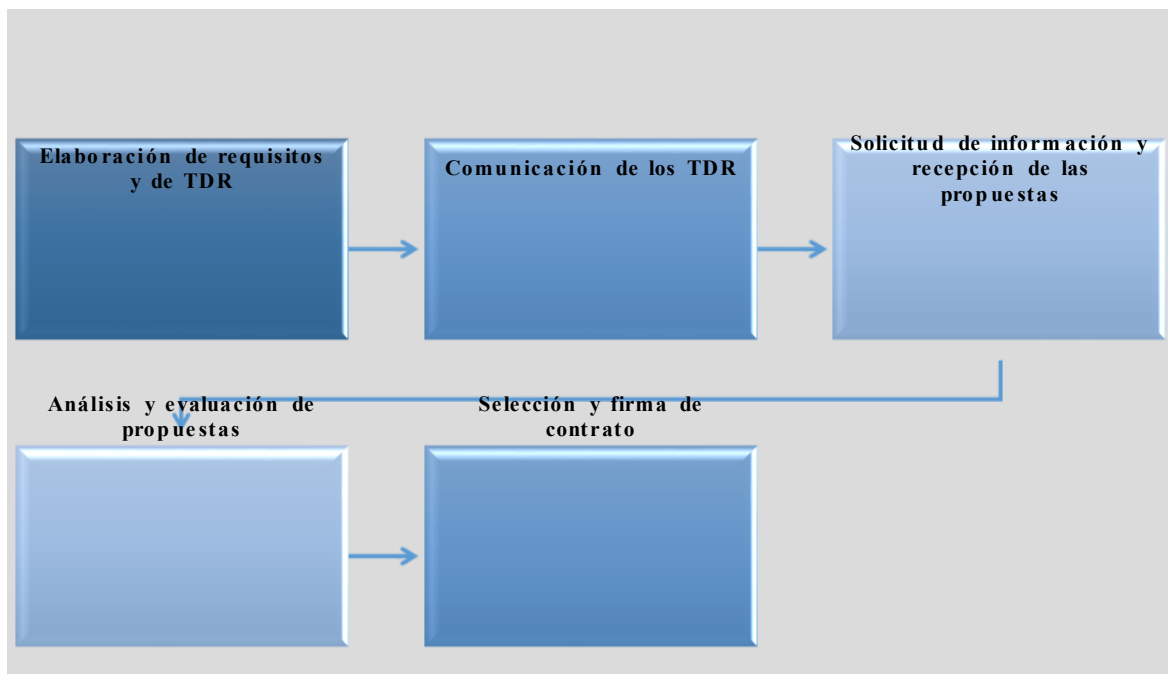 Elaboración de requisitos
y de TDR
Comunicación de los TDR
Solicitud de información y
recepción de las
propuestas
Análisis y evaluación de
propuestas
Selección y firma de
contrato